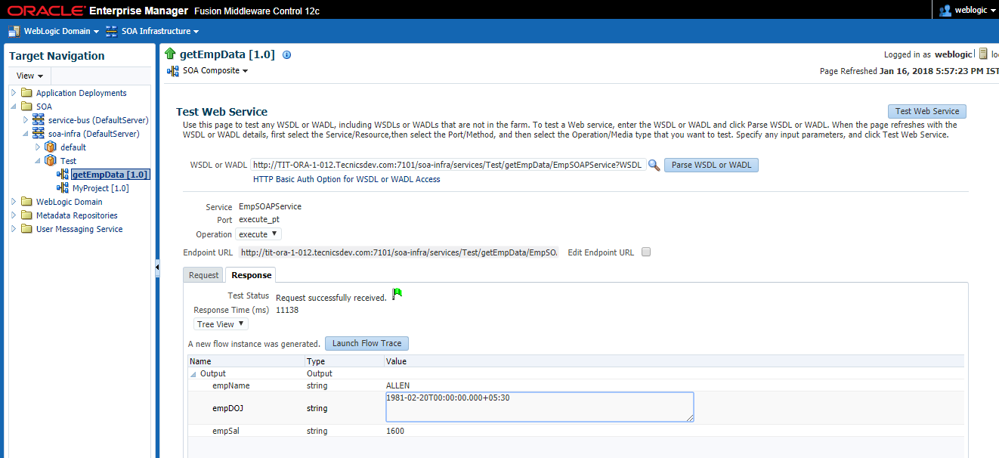 ORACLE Enterprise Manager Fusion Middleware Control 12c
weblogic
WebLogic Domain SOA Infrastructure
Target Navigation
View
Application Deployments
SOA
service-bus (DefaultServer)
soa-infra (DefaultServer)
default
Test
getEmpData [1.0]
MyProject [1.0]
WebLogic Domain
Metadata Repositories
User Messaging Service
getEmpData [1.0]
Logged in as weblogic lo
SOA Composite
Page Refreshed Jan 16, 2018 5:57:23 PM IST
Test Web Service
Test Web Service
Use this page to test any WSDL or WADL, including WSDLs or WADLs that are not in the farm. To test a Web service, enter the WSDL or WADL and click Parse WSDL or WADL. When the page refreshes with the
WSDL or WADL details, first select the Service/Resource,then select the Port/Method, and then select the Operation/Media type that you want to test. Specify any input parameters, and click Test Web Service.
WSDL or WADL http://TIT-ORA-1-012.Tecnicsdev.com:7101/soa-infra/services/Test/getEmpData/EmpSOAPService?WSDL Parse WSDL or WADL
HTTP Basic Auth Option for WSDL or WADL Access
Service EmpSOAPService
Port execute_pt
Operation execute
Endpoint URL http://tit-ora-1-012.tecnicsdev.com:7101/soa-infra/services/Test/getEmpData/EmpSO. Edit Endpoint URL
Request Response
Test Status Request successfully received.
Response Time (ms) 11138
Tree View
A new flow instance was generated. Launch Flow Trace
Name Type Value
Output Output
empName string ALLEN
empDOJ string 1981-02-20T00:00:00.000+05:30
empSal string 1600